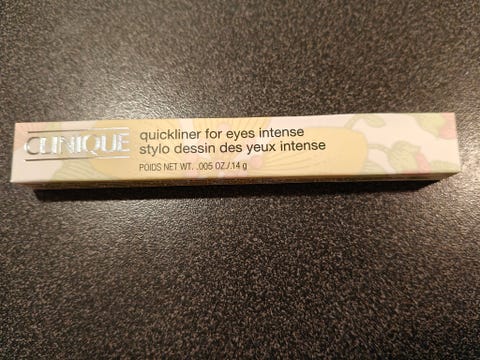 CLINIQUE
quickliner for eyes intense
stylo dessin des yeux intense
POIDS NET WT. .005 OZ./.14 g